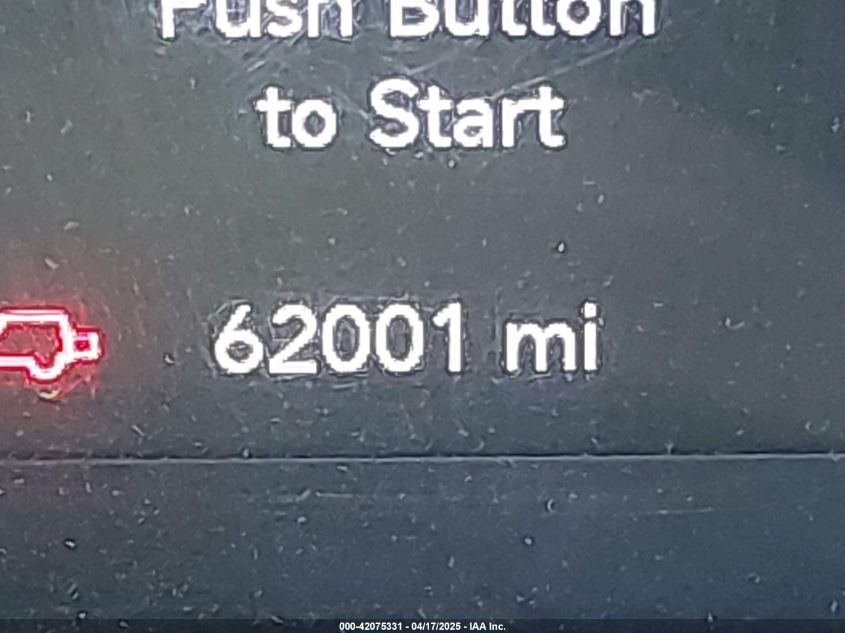 Push Button
to Start
62001 mi
000-42075331 - 04/17/2025 - IAA Inc.